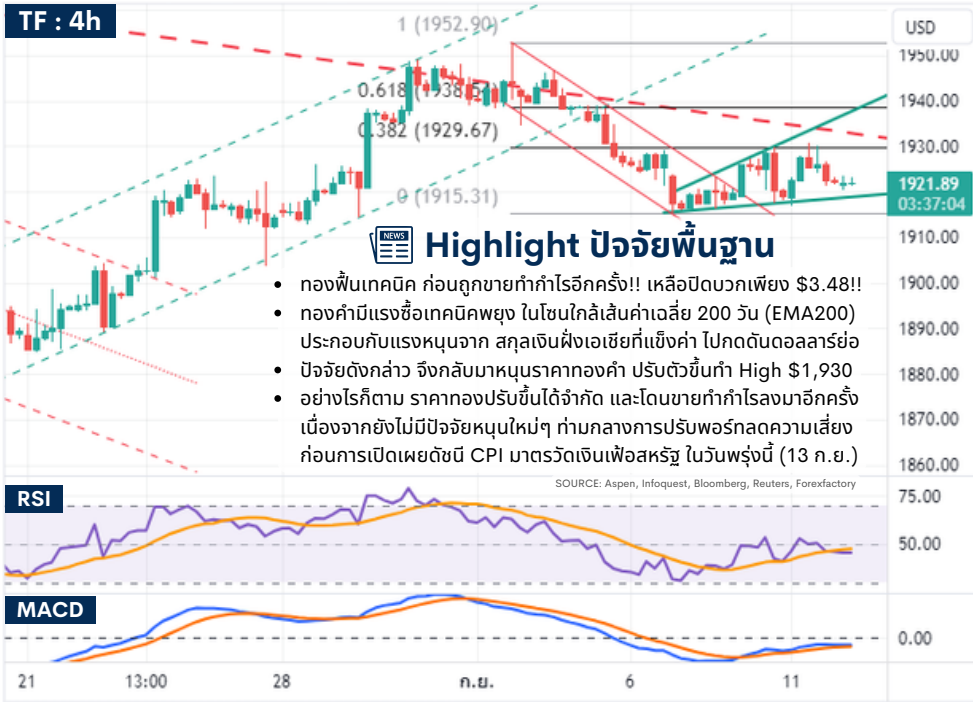 TF : 4h
USD
1 (1952.90)
1950.00
0.618 (1938.54)
1940.00
0.382 (1929.67)
1930.00
1921.89
03:37:04
0 (1915.31)
1910.00
NEWS
Highlight ปัจจัยพื้นฐาน
• ทองฟื้นเทคนิค ก่อนถูกขายทำกำไรอีกครั้ง!! เหลือปิดบวกเพียง $3.48!!
1900.00
• ทองคำมีแรงซื้อเทคนิคพยุง ในโซนใกล้เส้นค่าเฉลี่ย 200 วัน (EMA200)
1890.00
ประกอบกับแรงหนุนจาก สกุลเงินฝั่งเอเชียที่แข็งค่า ไปกดดันดอลลาร์ย่อ
• ปัจจัยดังกล่าว จึงกลับมาหนุนราคาทองคำ ปรับตัวขึ้นทำ High $1,930
1880.00
• อย่างไรก็ตาม ราคาทองปรับขึ้นได้จำกัด และโดนขายทำกำไรลงมาอีกครั้ง
1870.00
เนื่องจากยังไม่มีปัจจัยหนุนใหม่ๆ ท่ามกลางการปรับพอร์ทลดความเสี่ยง
ก่อนการเปิดเผยดัชนี CPI มาตรวัดเงินเฟ้อสหรัฐ ในวันพรุ่งนี้ (13 ก.ย.)
1860.00
SOURCE: Aspen, Infoquest, Bloomberg, Reuters, Forexfactory
RSI
75.00
50.00
MACD
0.00
21
13:00
28
ก.ย.
6
11